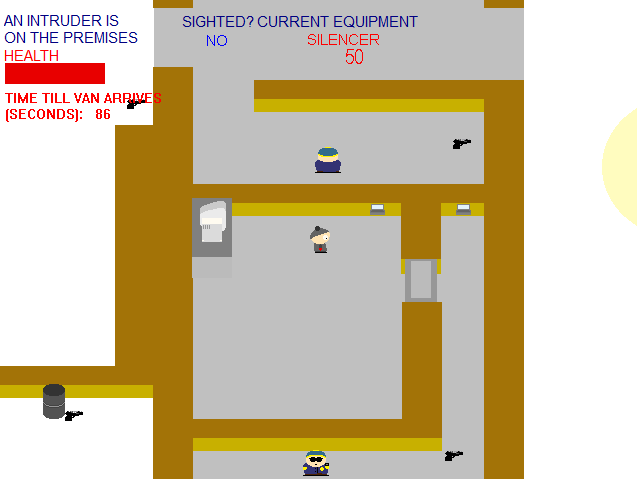 AN INTRUDER IS
ON THE PREMISES
HEALTH
TIME TILL VAN ARRIVES
(SECONDS): 86
SIGHTED? CURRENT EQUIPMENT
NO SILENCER
50